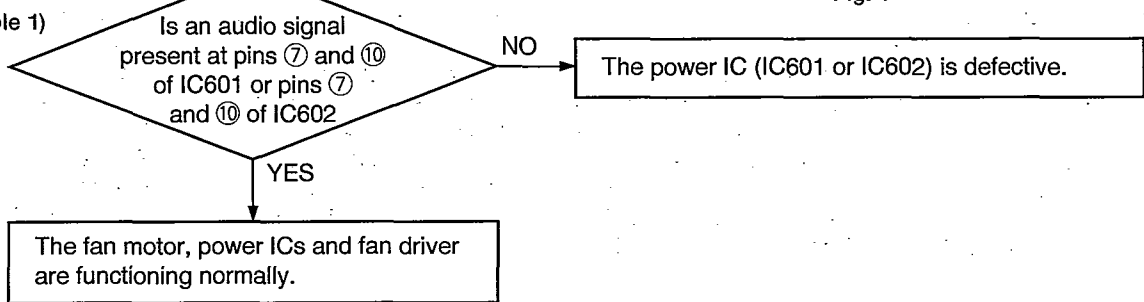 le 1)
Is an audio signal
present at pins ⑦ and ⑩
of IC601 or pins ⑦
and ⑩ of IC602
NO
The power IC (IC601 or IC602) is defective.
YES
The fan motor, power ICs and fan driver
are functioning normally.